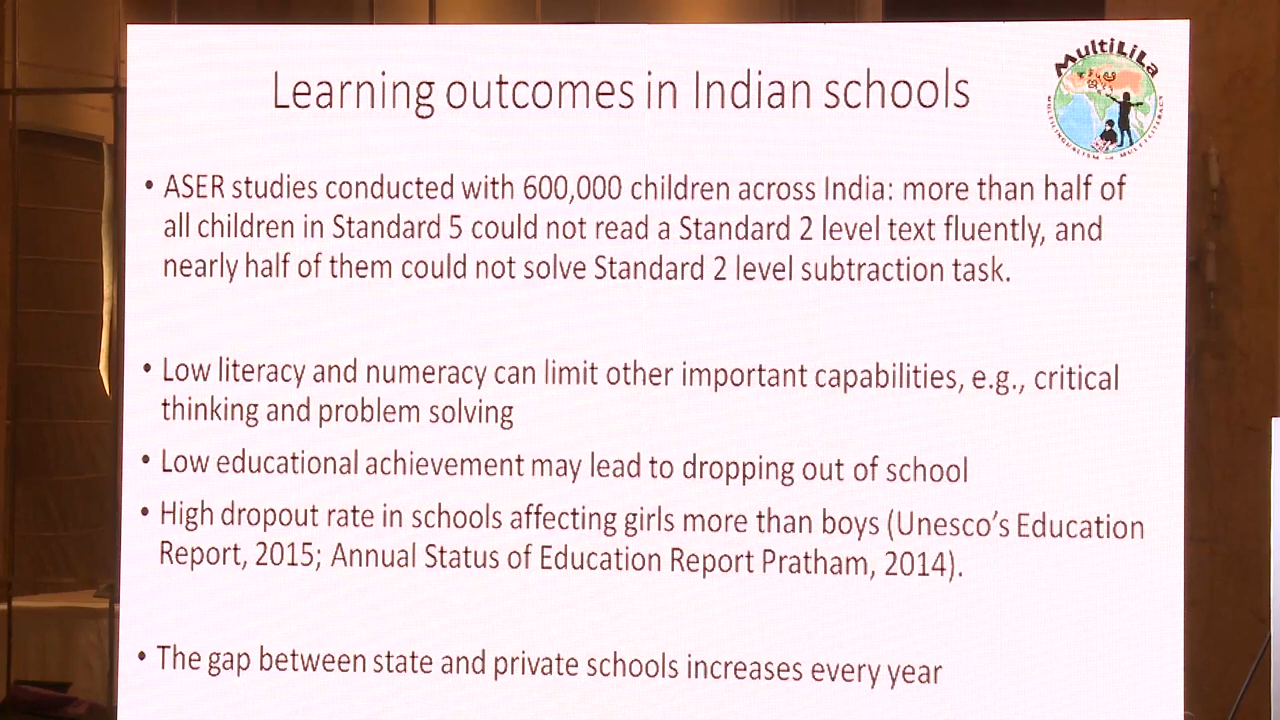 Learning outcomes in Indian schools
MultiLiLa
MULTILINGUALISM AND MULTILITERACY
• ASER studies conducted with 600,000 children across India: more than half of
all children in Standard 5 could not read a Standard 2 level text fluently, and
nearly half of them could not solve Standard 2 level subtraction task.
• Low literacy and numeracy can limit other important capabilities, e.g., critical
thinking and problem solving
• Low educational achievement may lead to dropping out of school
• High dropout rate in schools affecting girls more than boys (Unesco's Education
Report, 2015; Annual Status of Education Report Pratham, 2014).
• The gap between state and private schools increases every year